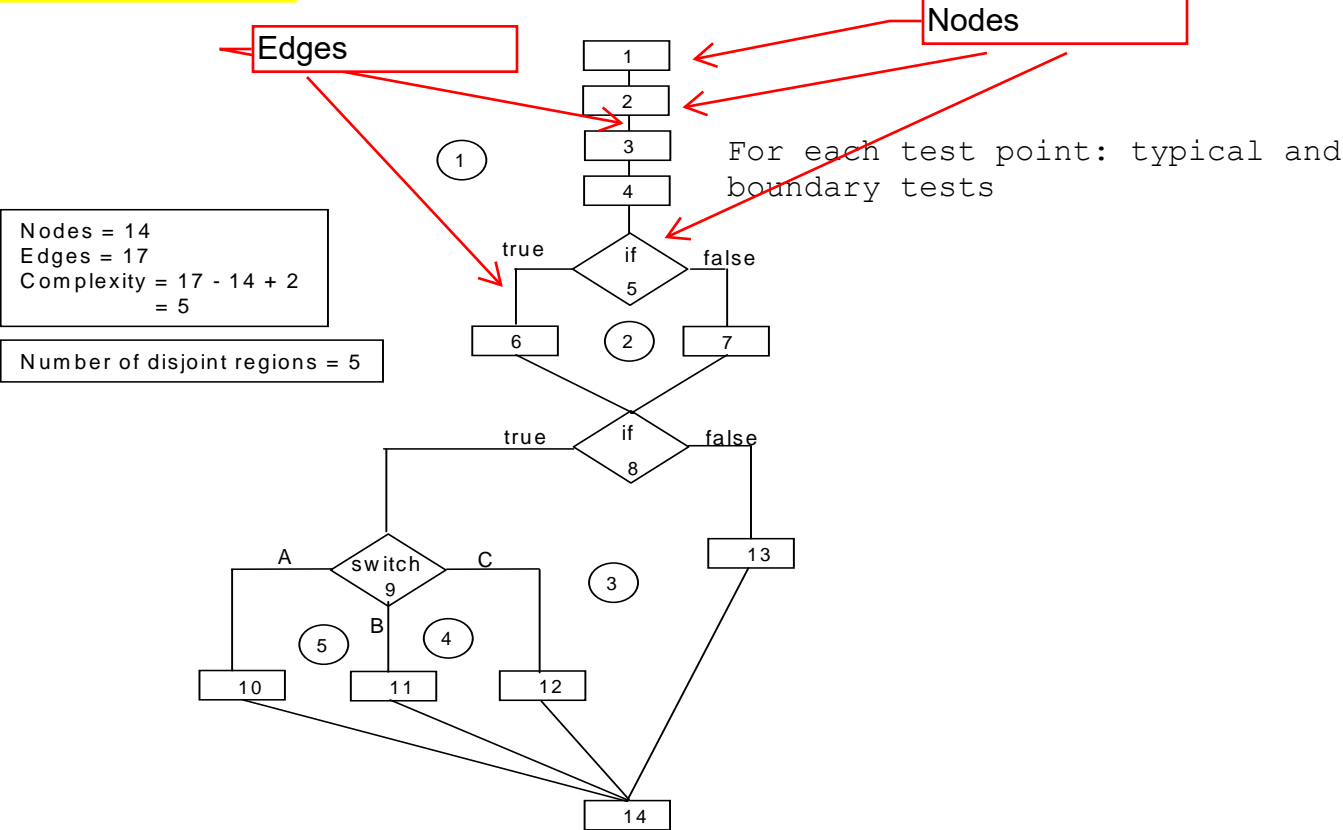 Nodes
Edges
1
2
3
4
1
For each test point: typical and
boundary tests
Nodes = 14
Edges = 17
Complexity = 17 - 14 + 2
= 5
true
if
false
5
6
2
7
Number of disjoint regions = 5
true
if
false
8
A
switch
C
9
13
3
B
5
4
10
11
12
14